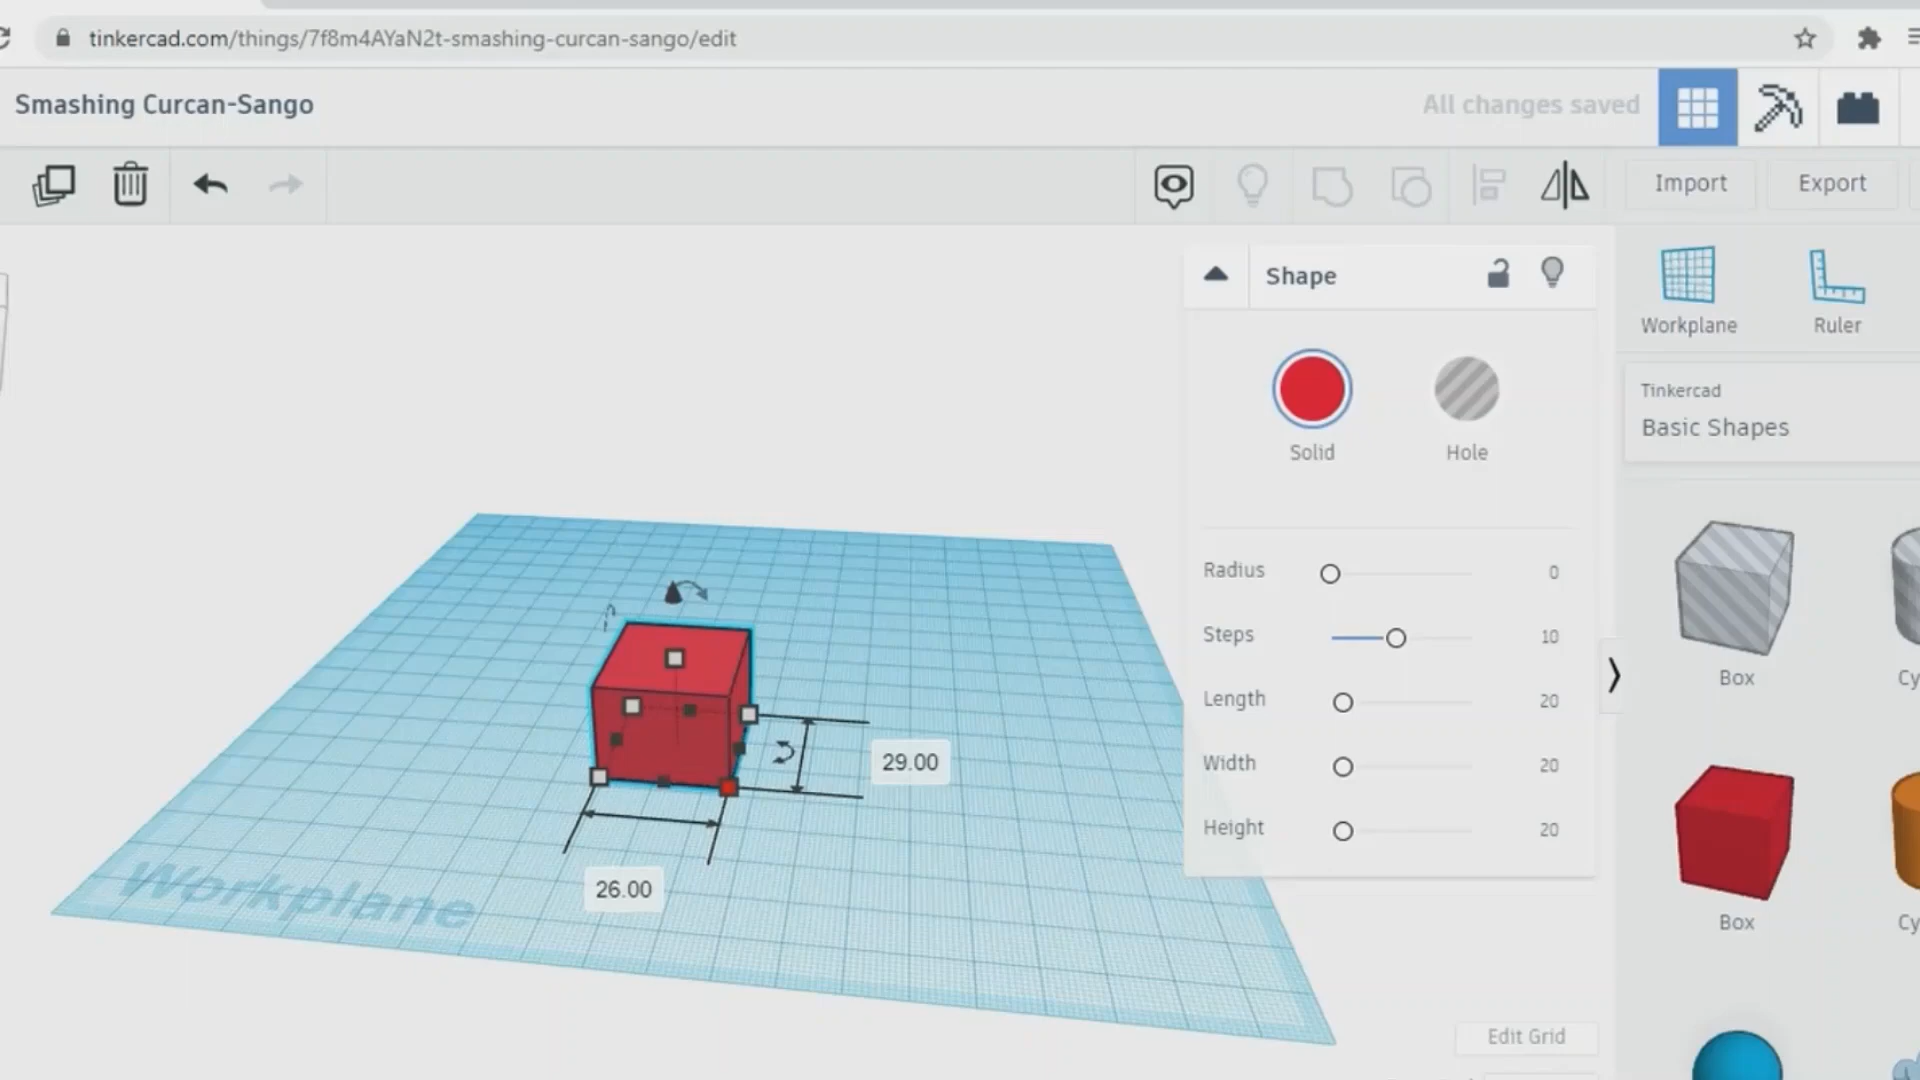 tinkercad.com/things/7f8m4AYaN2t-smashing-curcan-sango/edit
Smashing Curcan-Sango
All changes saved
Import
Export
Shape
Workplane
Ruler
Solid
Hole
Tinkercad
Basic Shapes
Radius
0
Steps
10
Length
20
Width
20
Height
20
Box
Cy
Box
Cy
29.00
26.00
Workplane
Edit Grid